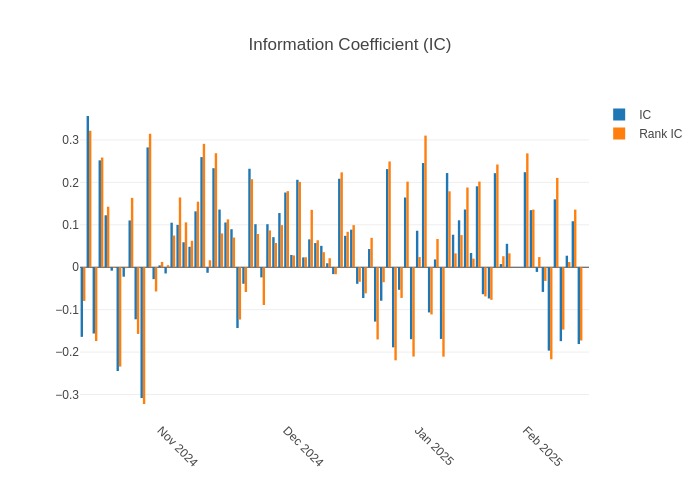 Information Coefficient (IC)
IC
Rank IC
0.3
0.2
0.1
0
−0.1
−0.2
−0.3
Nov 2024
Dec 2024
Jan 2025
Feb 2025